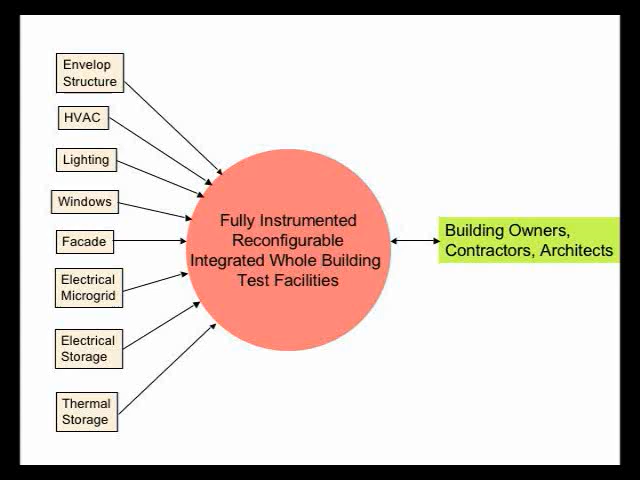 Envelop
Structure
HVAC
Lighting
Windows
Facade
Electrical
Microgrid
Electrical
Storage
Thermal
Storage
Fully Instrumented
Reconfigurable
Integrated Whole Building
Test Facilities
Building Owners,
Contractors, Architects